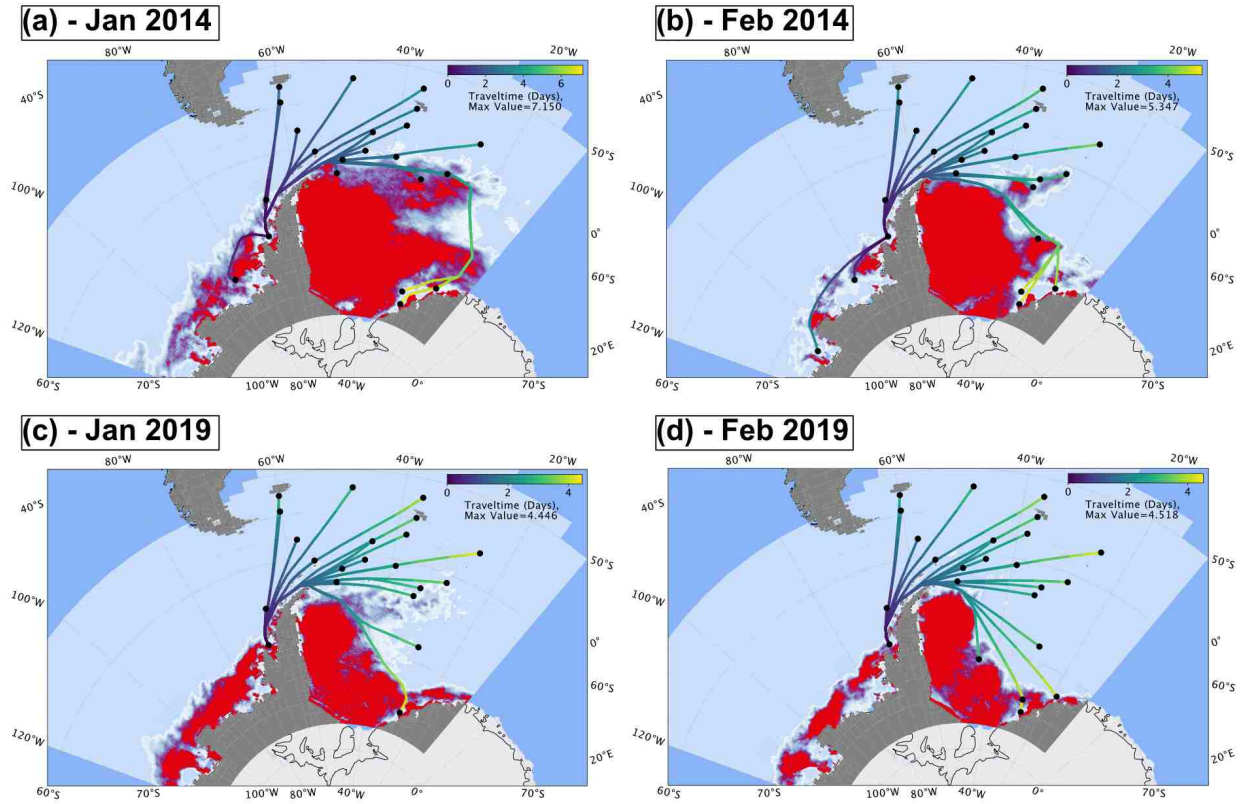 (a) - Jan 2014
(b) - Feb 2014
80°W 60°W 40°W 20°W
80°W 60°W 40°W 20°W
0 2 4 6
0 2 4
Traveltime (Days),
Max Value=7.150
Traveltime (Days),
Max Value=5.347
40°S
50°S
100°W
0°
60°S
120°W
20°E
60°S 70°S 100°W 80°W 40°W 0° 70°S
40°S
50°S
100°W
0°
60°S
120°W
20°E
60°S 70°S 100°W 80°W 40°W 0° 70°S
(c) - Jan 2019
(d) - Feb 2019
80°W 60°W 40°W 20°W
80°W 60°W 40°W 20°W
0 2 4
0 2 4
Traveltime (Days),
Max Value=4.446
Traveltime (Days),
Max Value=4.518
40°S
50°S
100°W
0°
60°S
120°W
20°E
60°S 70°S 100°W 80°W 40°W 0° 70°S
40°S
50°S
100°W
0°
60°S
120°W
20°E
60°S 70°S 100°W 80°W 40°W 0° 70°S